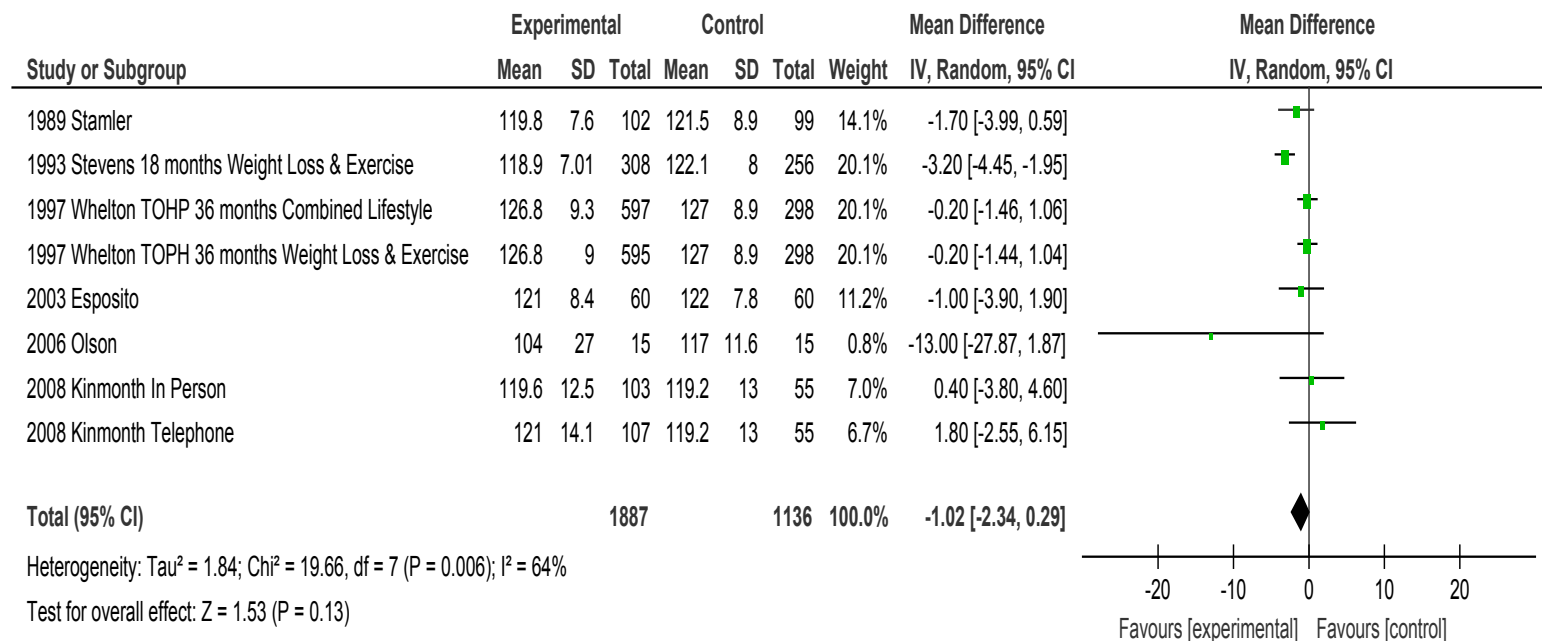 Experimental Control Mean Difference Mean Difference
Study or Subgroup Mean SD Total Mean SD Total Weight IV, Random, 95% CI IV, Random, 95% CI
1989 Stamler 119.8 7.6 102 121.5 8.9 99 14.1% -1.70 [-3.99, 0.59]
1993 Stevens 18 months Weight Loss & Exercise 118.9 7.01 308 122.1 8 256 20.1% -3.20 [-4.45, -1.95]
1997 Whelton TOHP 36 months Combined Lifestyle 126.8 9.3 597 127 8.9 298 20.1% -0.20 [-1.46, 1.06]
1997 Whelton TOPH 36 months Weight Loss & Exercise 126.8 9 595 127 8.9 298 20.1% -0.20 [-1.44, 1.04]
2003 Esposito 121 8.4 60 122 7.8 60 11.2% -1.00 [-3.90, 1.90]
2006 Olson 104 27 15 117 11.6 15 0.8% -13.00 [-27.87, 1.87]
2008 Kinmonth In Person 119.6 12.5 103 119.2 13 55 7.0% 0.40 [-3.80, 4.60]
2008 Kinmonth Telephone 121 14.1 107 119.2 13 55 6.7% 1.80 [-2.55, 6.15]
Total (95% CI) 1887 1136 100.0% -1.02 [-2.34, 0.29]
Heterogeneity: Tau² = 1.84; Chi² = 19.66, df = 7 (P = 0.006); I² = 64%
Test for overall effect: Z = 1.53 (P = 0.13)
-20 -10 0 10 20
Favours [experimental] Favours [control]